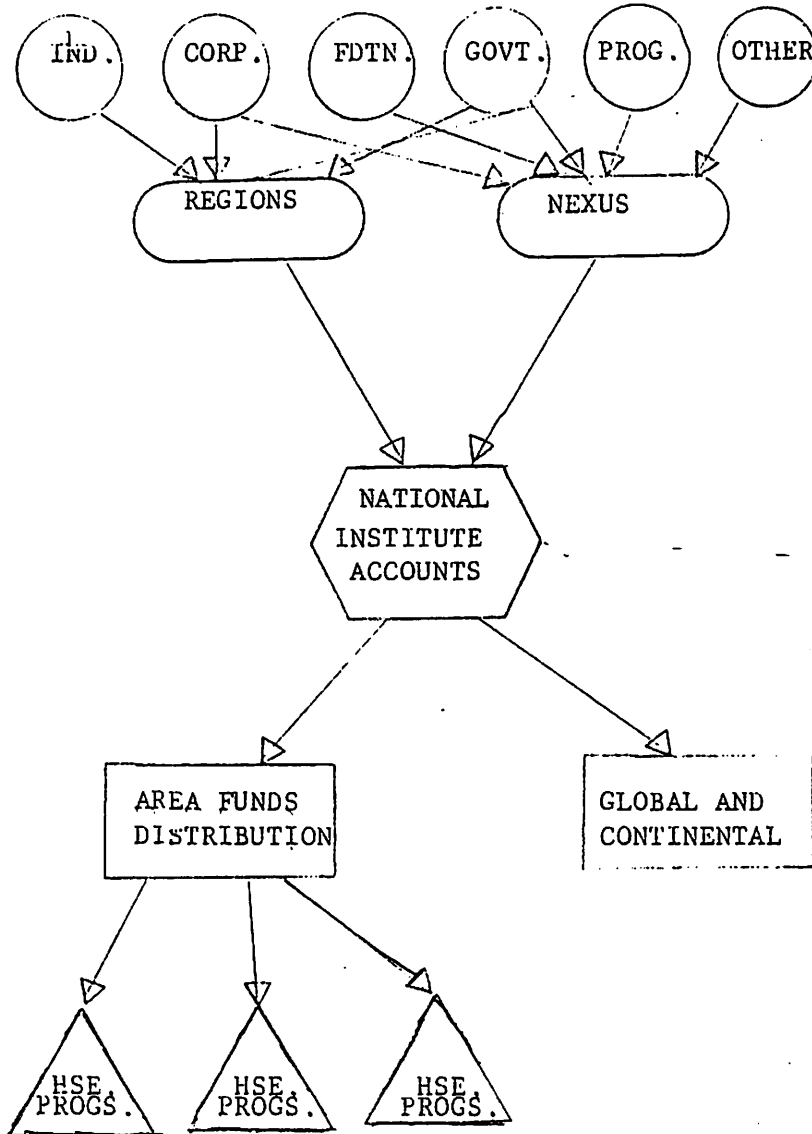 IND. CORP. FDTN. GOVT. PROG. OTHER
REGIONS NEXUS
NATIONAL
INSTITUTE
ACCOUNTS
AREA FUNDS
DISTRIBUTION
GLOBAL AND
CONTINENTAL
HSE. HSE. HSE.
PROGS. PROGS. PROGS.